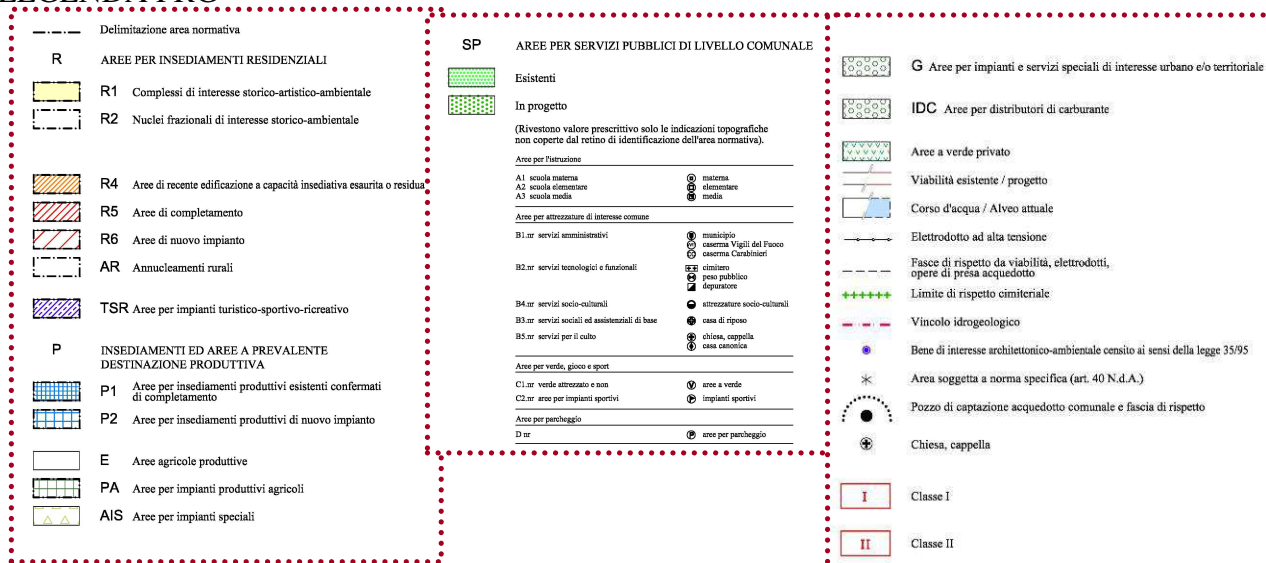 LEGENDA PRG
Delimitazione area normativa
R AREE PER INSEDIAMENTI RESIDENZIALI
R1 Complessi di interesse storico-artistico-ambientale
R2 Nuclei frazionali di interesse storico-ambientale
R4 Aree di recente edificazione a capacità insediativa esaurita o residua
R5 Aree di completamento
R6 Aree di nuovo impianto
AR Annucleamenti rurali
TSR Aree per impianti turistico-sportivo-ricreativo
P INSEDIAMENTI ED AREE A PREVALENTE
DESTINAZIONE PRODUTTIVA
P1 Aree per insediamenti produttivi esistenti confermati
di completamento
P2 Aree per insediamenti produttivi di nuovo impianto
E Aree agricole produttive
PA Aree per impianti produttivi agricoli
AIS Aree per impianti speciali
SP AREE PER SERVIZI PUBBLICI DI LIVELLO COMUNALE
Esistenti
In progetto
(Rivestono valore prescrittivo solo le indicazioni topografiche
non coperte dal retino di identificazione dell'area normativa).
Aree per l'istruzione
A1 scuola materna materna
A2 scuola elementare elementare
A3 scuola media media
Aree per attrezzature di interesse comune
B1.nr servizi amministrativi municipio
caserma Vigili del Fuoco
caserma Carabinieri
B2.nr servizi tecnologici e funzionali cimitero
peso pubblico
depuratore
B4.nr servizi socio-culturali attrezzature socio-culturali
B3.nr servizi sociali ed assistenziali di base casa di riposo
B5.nr servizi per il culto chiesa, cappella
casa canonica
Aree per verde, gioco e sport
C1.nr verde attrezzato e non V aree a verde
C2.nr aree per impianti sportivi P impianti sportivi
Aree per parcheggio
D nr P aree per parcheggio
G Aree per impianti e servizi speciali di interesse urbano e/o territoriale
IDC Aree per distributori di carburante
Aree a verde privato
Viabilità esistente / progetto
Corso d'acqua / Alveo attuale
Elettrodotto ad alta tensione
Fasce di rispetto da viabilità, elettrodotti,
opere di presa acquedotto
Limite di rispetto cimiteriale
Vincolo idrogeologico
Bene di interesse architettonico-ambientale censito ai sensi della legge 35/95
Area soggetta a norma specifica (art. 40 N.d.A.)
Pozzo di captazione acquedotto comunale e fascia di rispetto
Chiesa, cappella
I Classe I
II Classe II